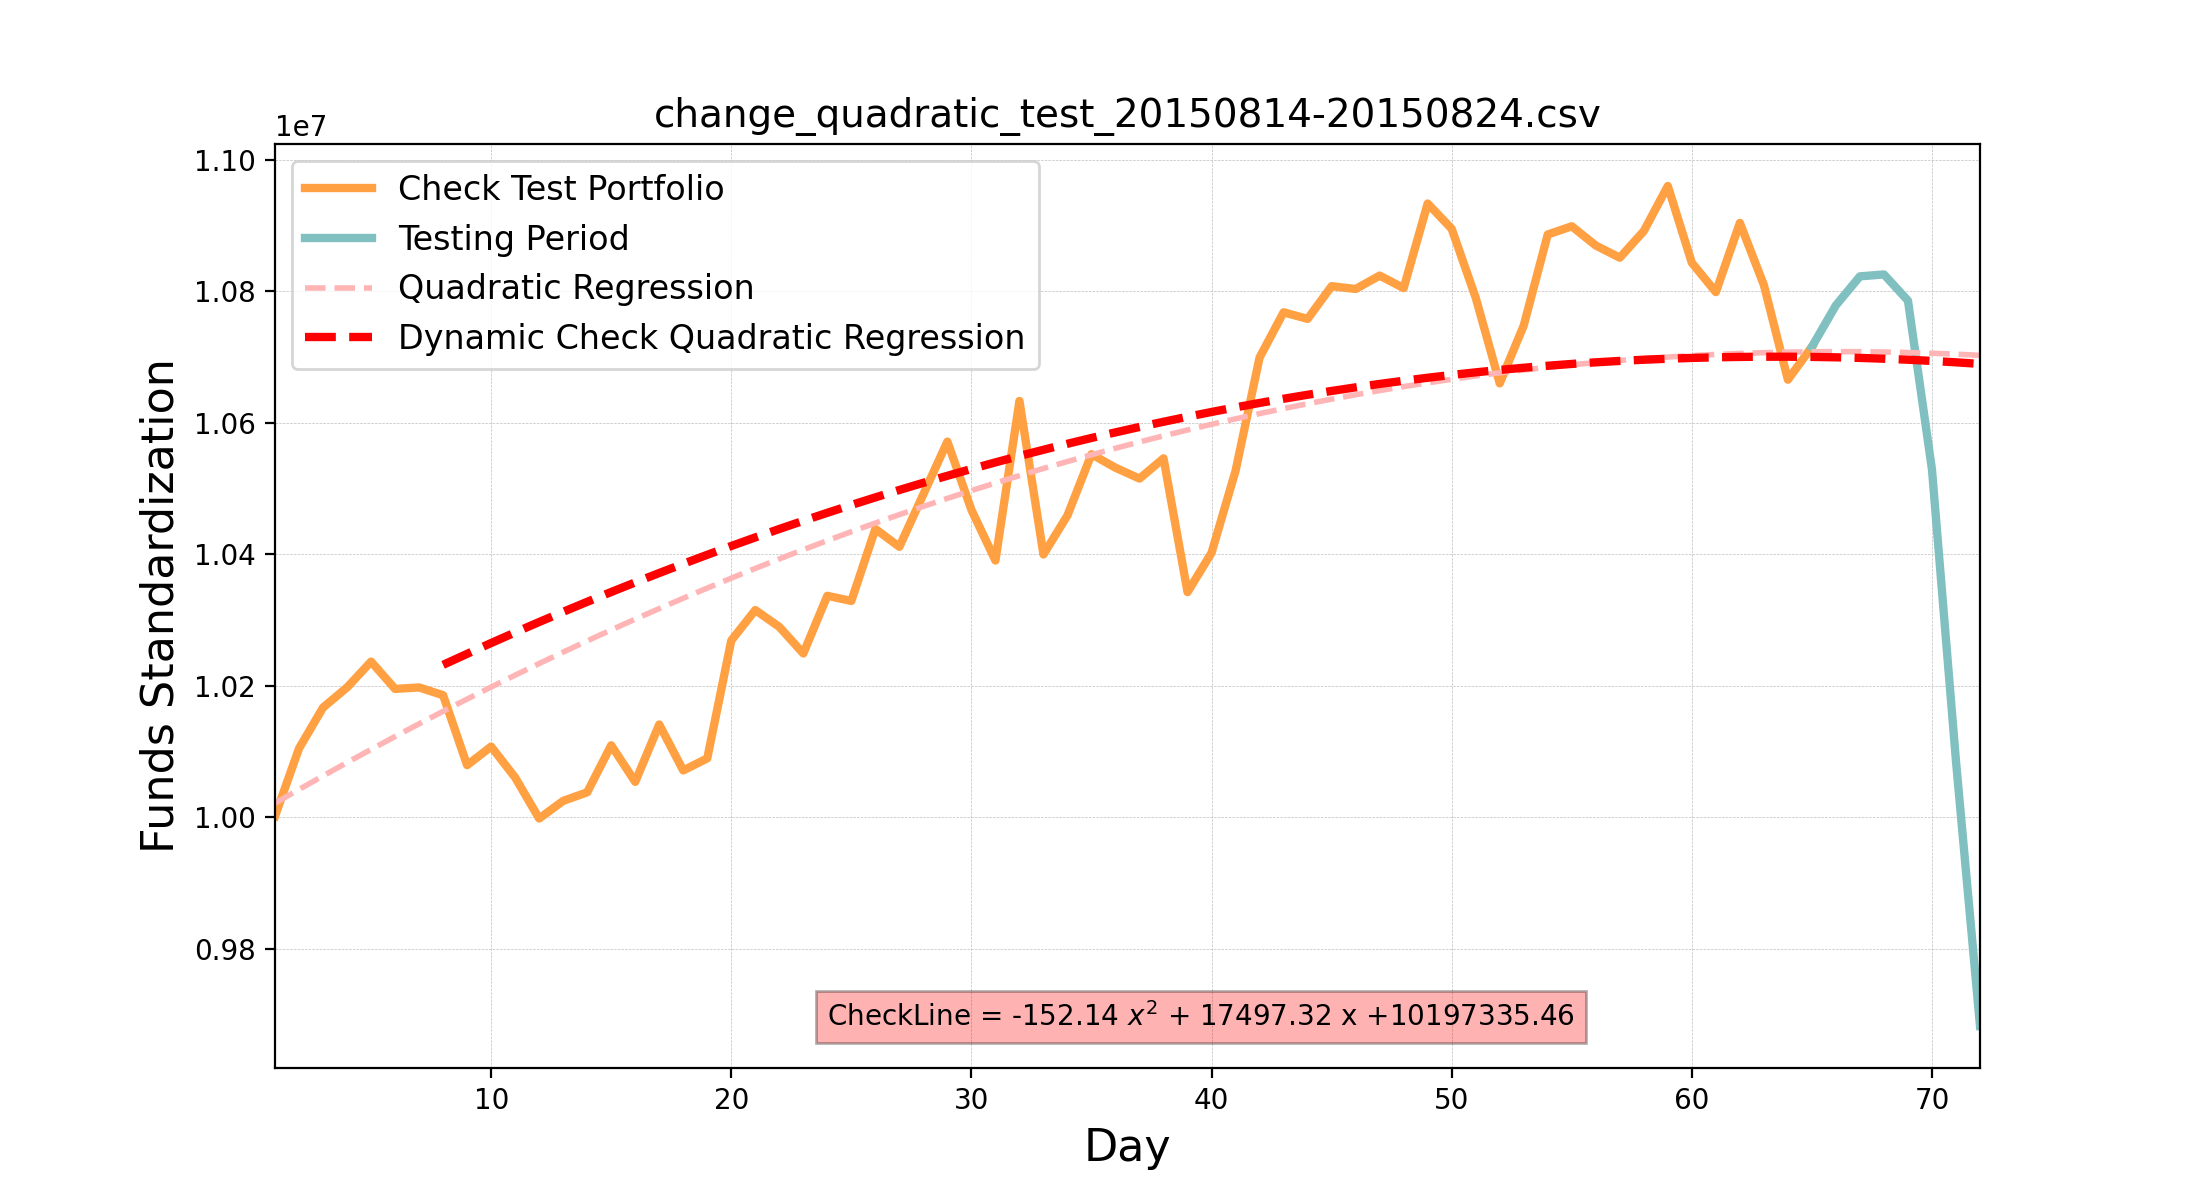 change_quadratic_test_20150814-20150824.csv
1e7
1.10
1.08
1.06
1.04
1.02
1.00
0.98
Funds Standardization
Check Test Portfolio
Testing Period
Quadratic Regression
Dynamic Check Quadratic Regression
CheckLine = -152.14 x² + 17497.32 x +10197335.46
10 20 30 40 50 60 70
Day